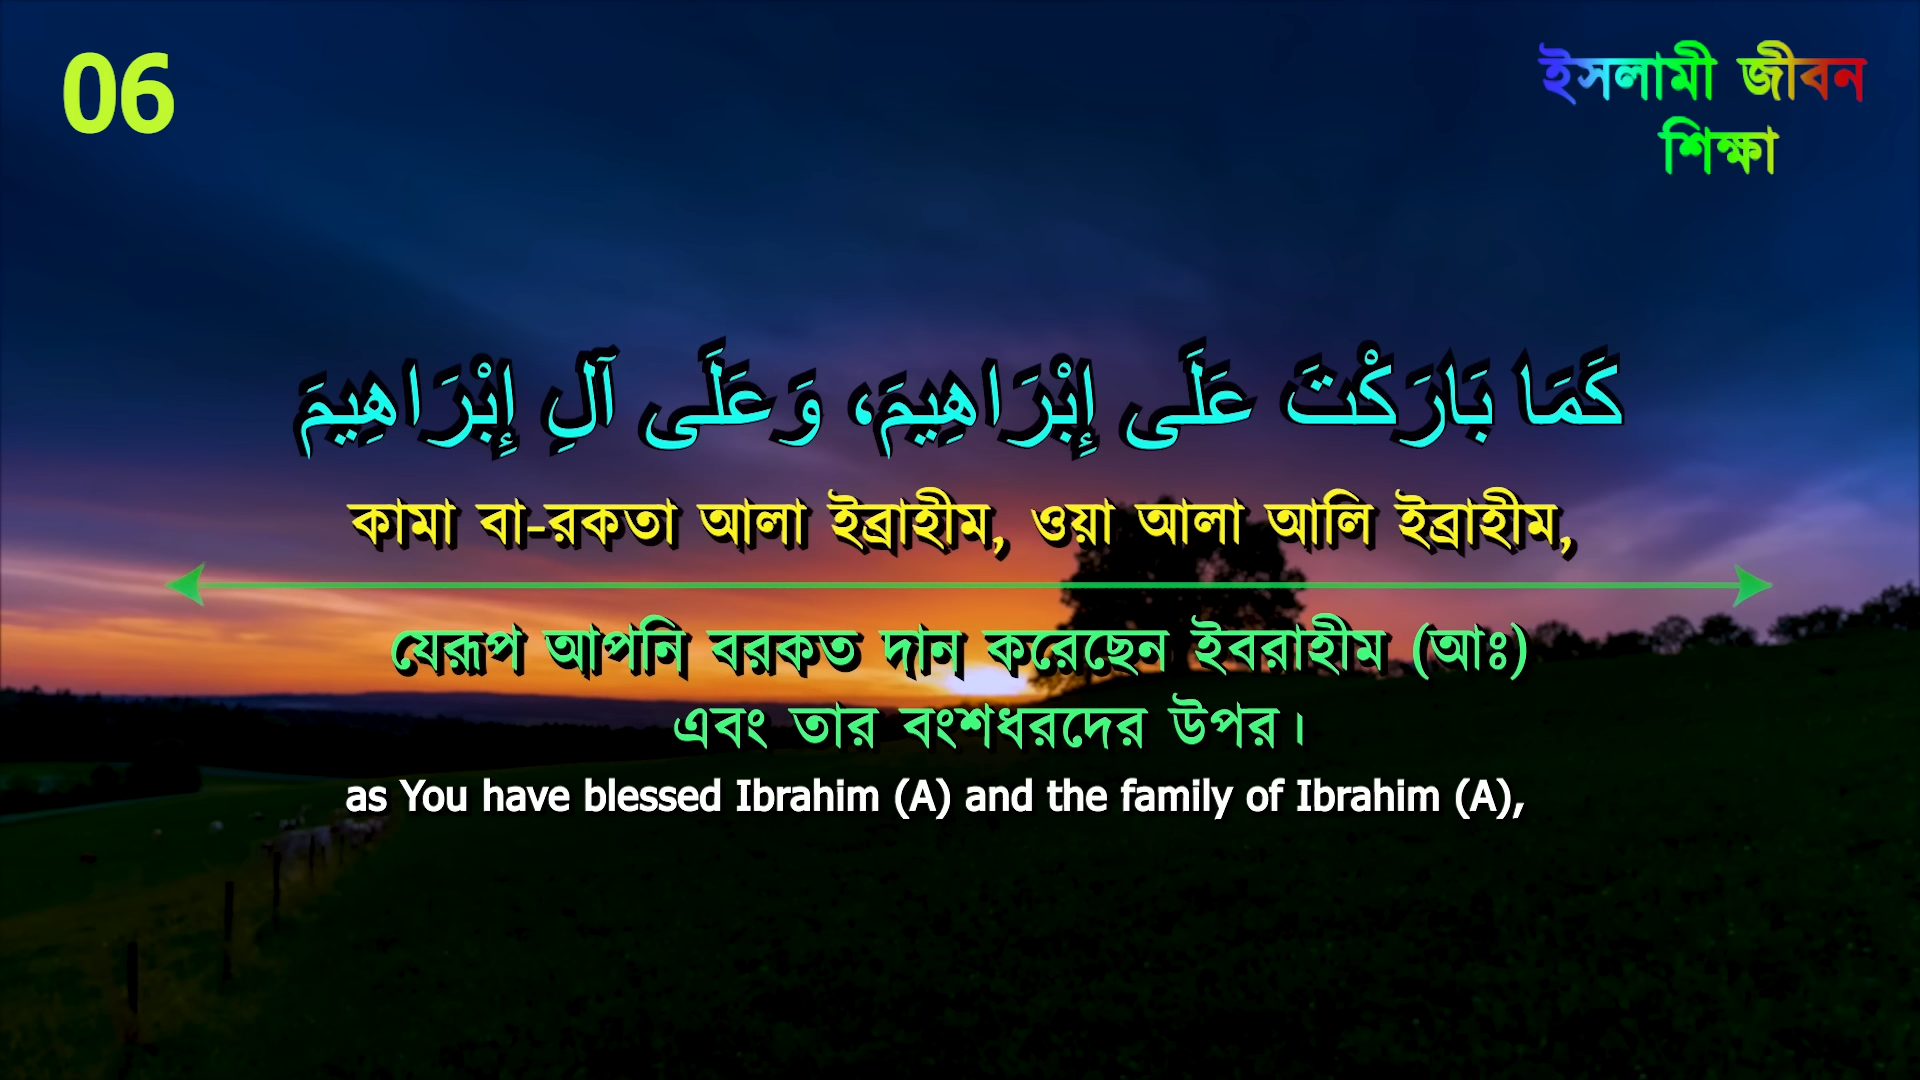 06
ইসলামী জীবন
শিক্ষা
كَمَا بَارَكْتَ عَلَى إِبْرَاهِيمَ، وَعَلَى آلِ إِبْرَاهِيمَ
কামা বা-রকতা আলা ইব্রাহীম, ওয়া আলা আলি ইব্রাহীম,
যেরূপ আপনি বরকত দান করেছেন ইবরাহীম (আঃ)
এবং তার বংশধরদের উপর।
as You have blessed Ibrahim (A) and the family of Ibrahim (A),